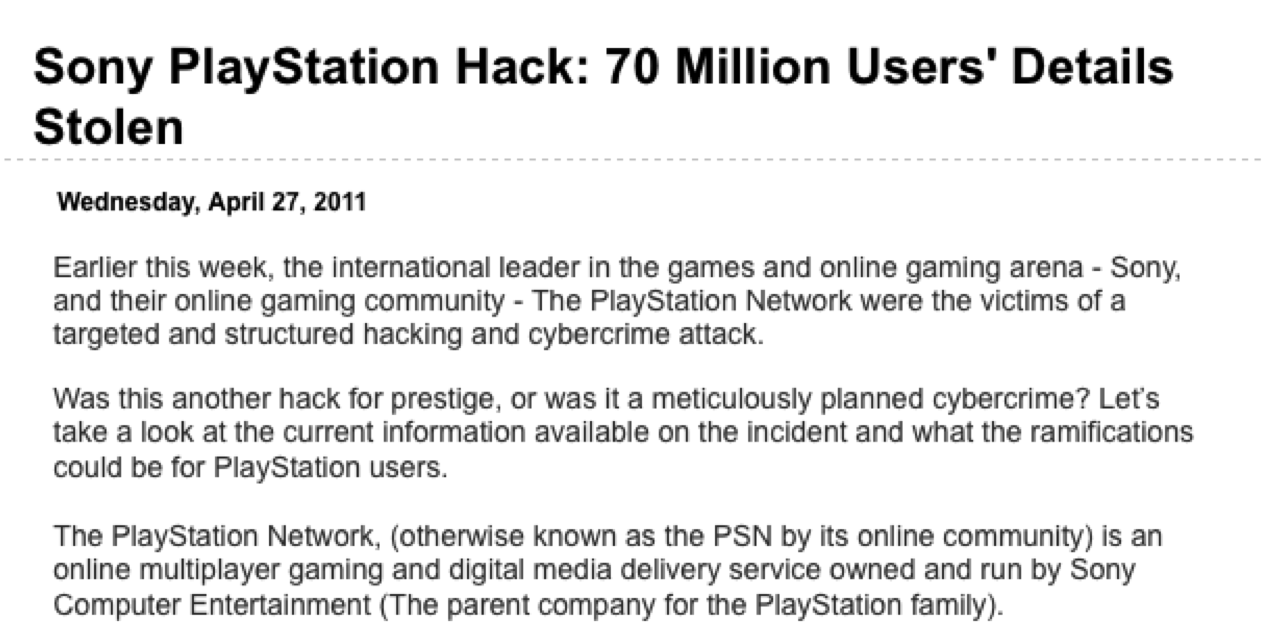 Sony PlayStation Hack: 70 Million Users' Details
Stolen
Wednesday, April 27, 2011
Earlier this week, the international leader in the games and online gaming arena - Sony,
and their online gaming community - The PlayStation Network were the victims of a
targeted and structured hacking and cybercrime attack.
Was this another hack for prestige, or was it a meticulously planned cybercrime? Let’s
take a look at the current information available on the incident and what the ramifications
could be for PlayStation users.
The PlayStation Network, (otherwise known as the PSN by its online community) is an
online multiplayer gaming and digital media delivery service owned and run by Sony
Computer Entertainment (The parent company for the PlayStation family).